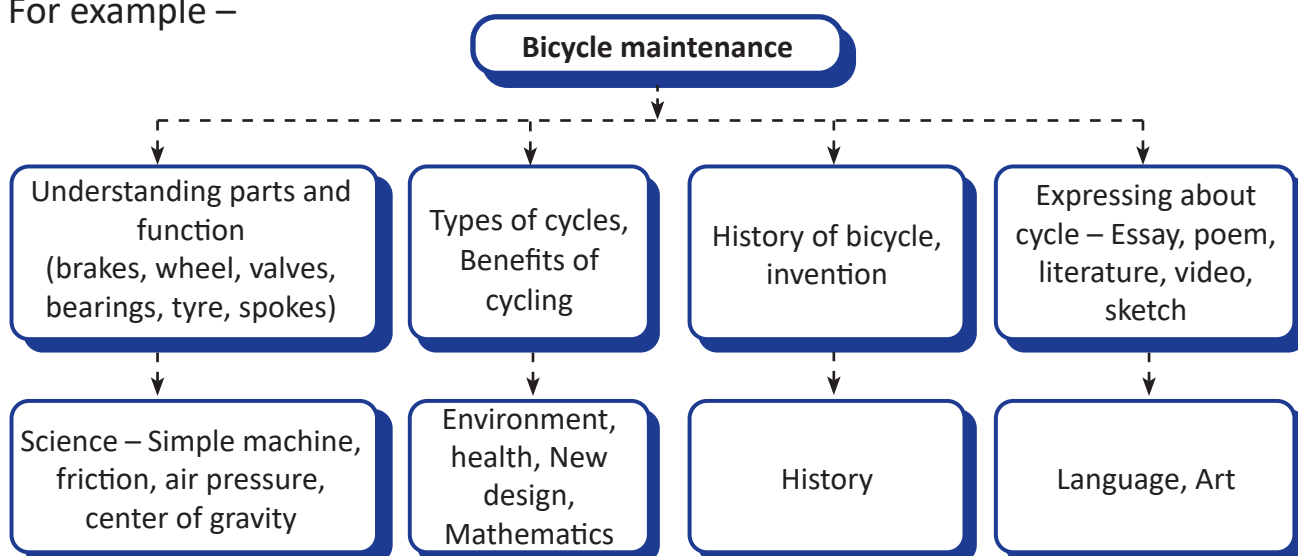 For example –
Bicycle maintenance
Understanding parts and
function
(brakes, wheel, valves,
bearings, tyre, spokes)
Types of cycles,
Benefits of
cycling
History of bicycle,
invention
Expressing about
cycle – Essay, poem,
literature, video,
sketch
Science – Simple machine,
friction, air pressure,
center of gravity
Environment,
health, New
design,
Mathematics
History
Language, Art